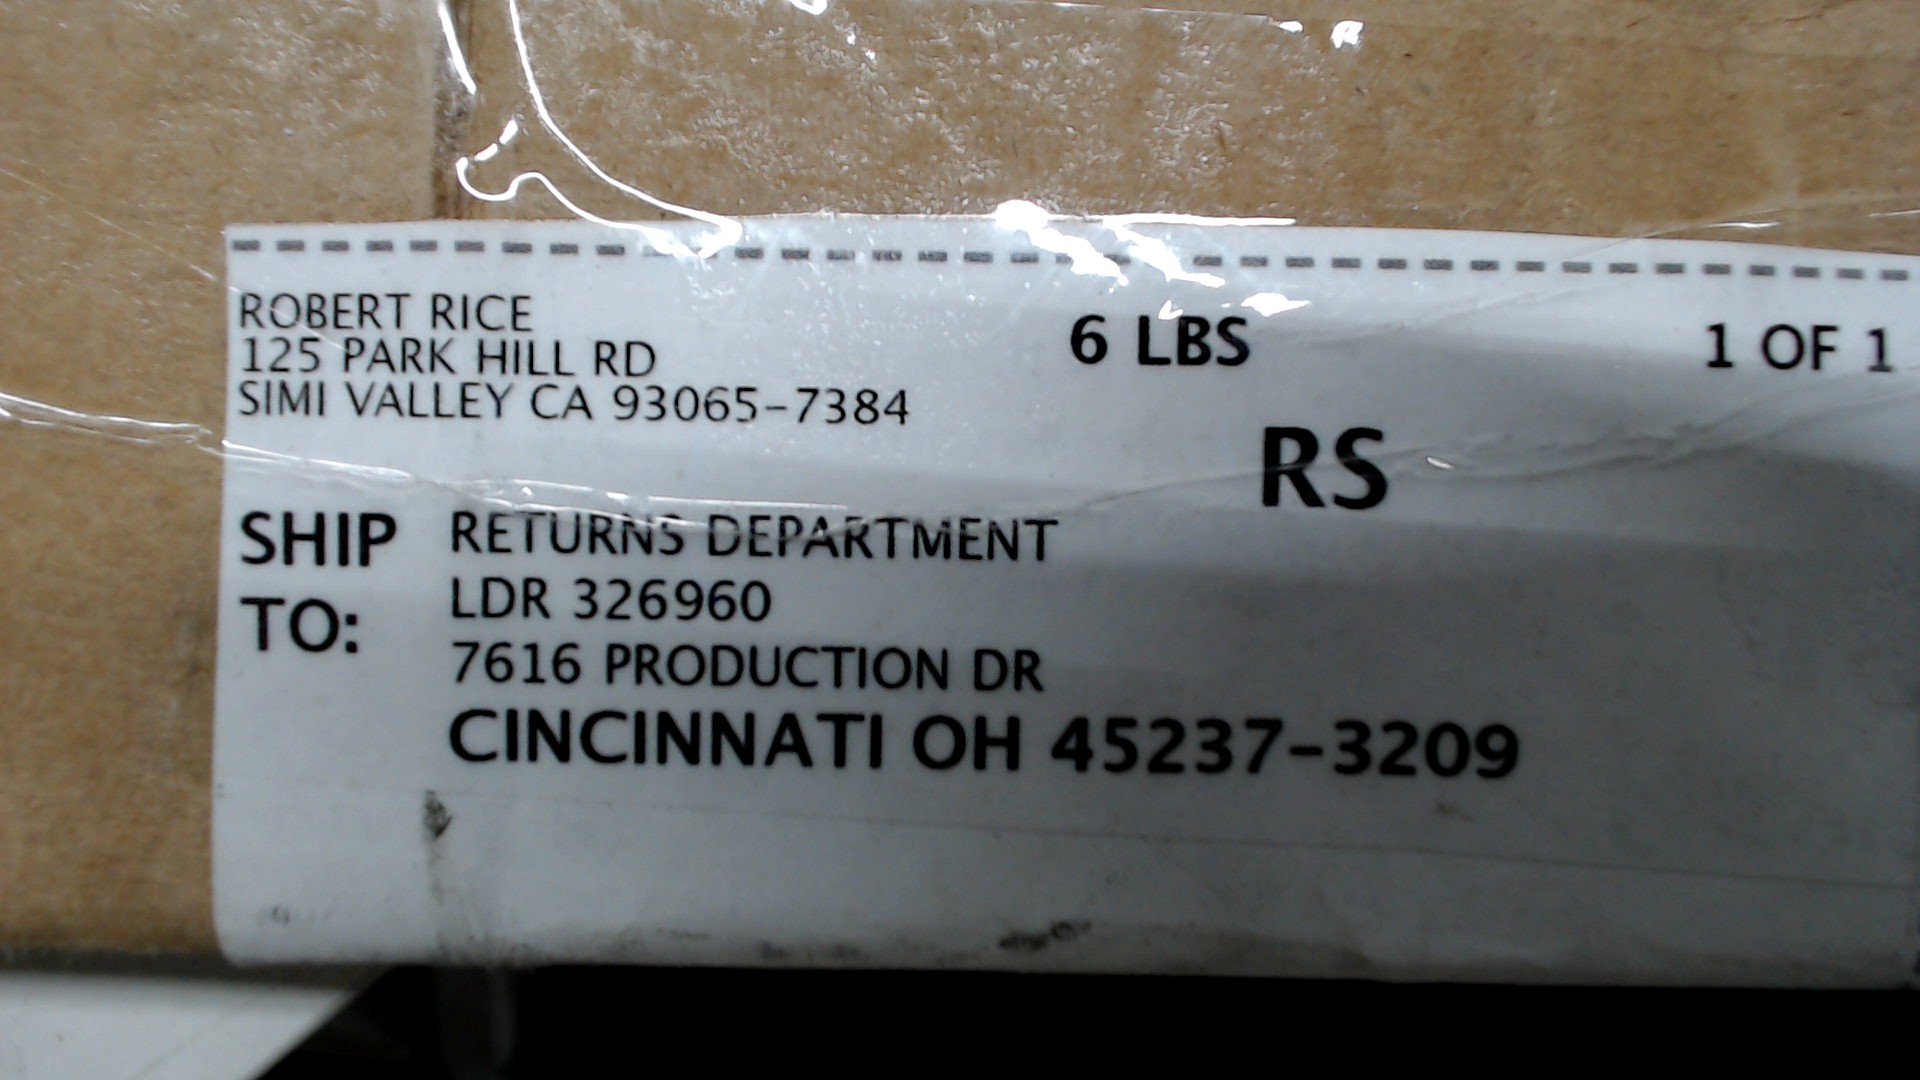 ROBERT RICE
125 PARK HILL RD
SIMI VALLEY CA 93065-7384
6 LBS
1 OF 1
RS
SHIP TO:
RETURNS DEPARTMENT
LDR 326960
7616 PRODUCTION DR
CINCINNATI OH 45237-3209